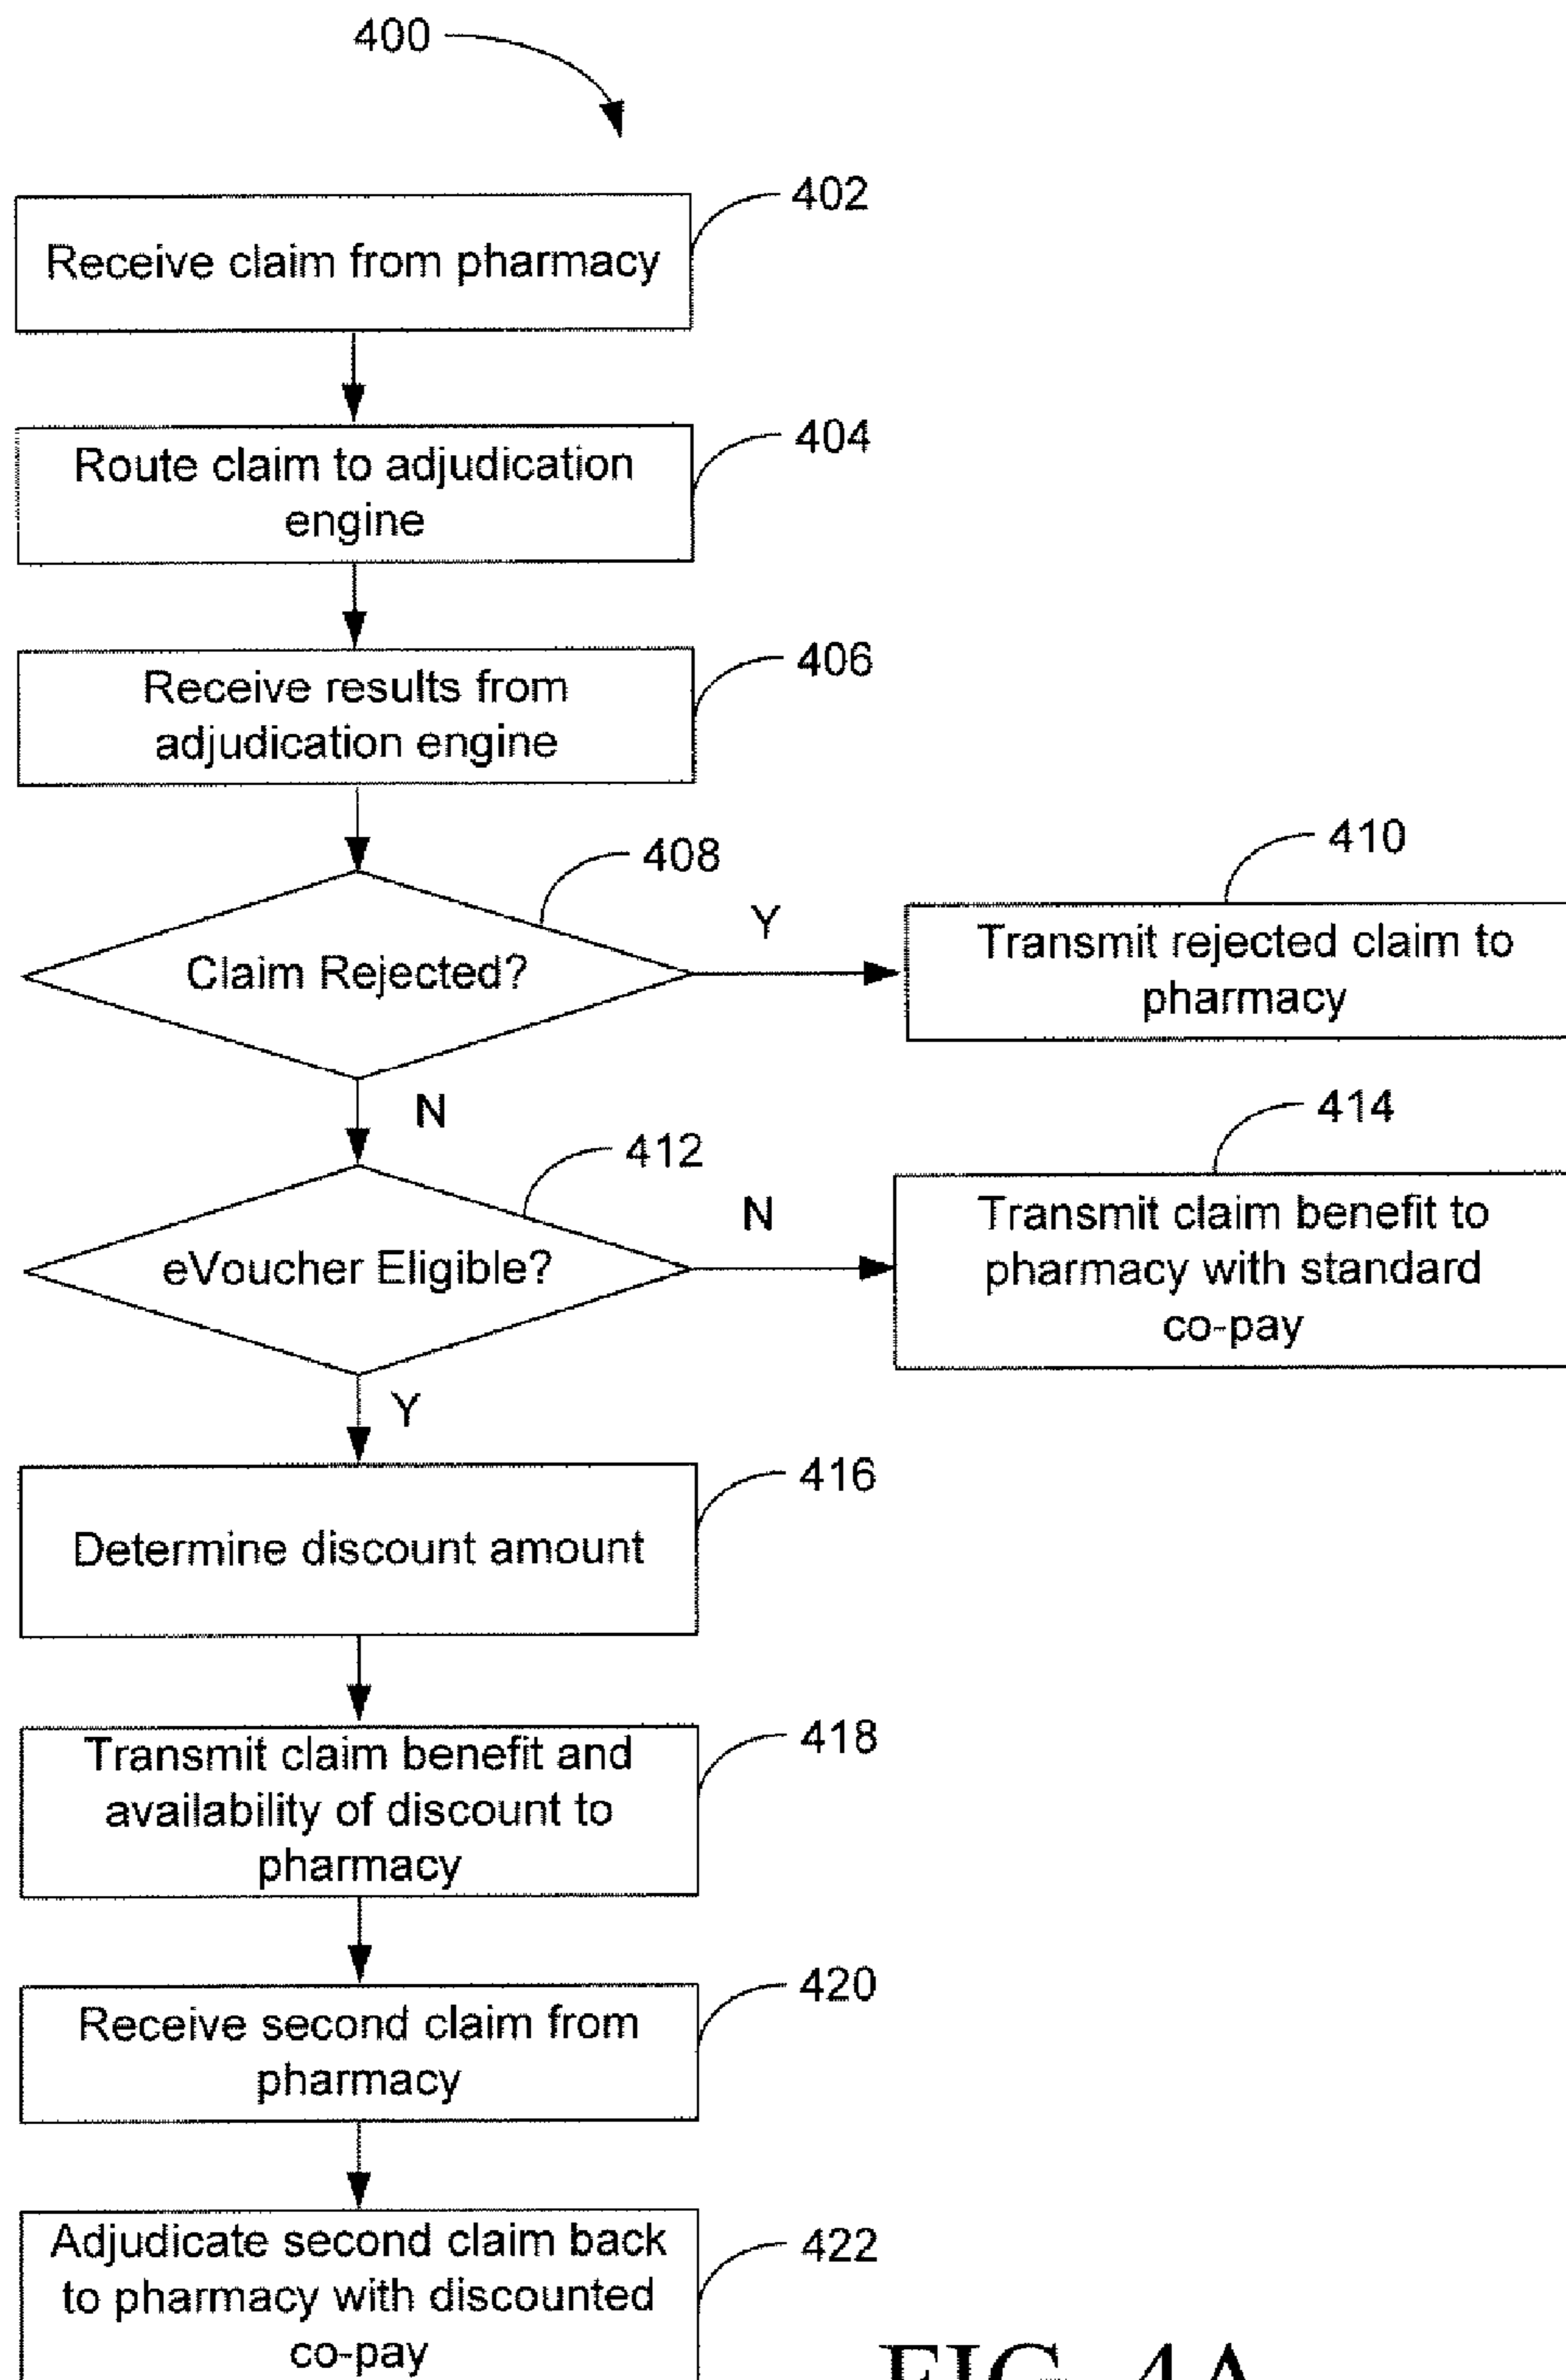 400
402
Receive claim from pharmacy
404
Route claim to adjudication
engine
406
Receive results from
adjudication engine
408
410
Y
Claim Rejected?
Transmit rejected claim to
pharmacy
N
414
412
N
eVoucher Eligible?
Transmit claim benefit to
pharmacy with standard
co-pay
Y
416
Determine discount amount
418
Transmit claim benefit and
availability of discount to
pharmacy
420
Receive second claim from
pharmacy
422
Adjudicate second claim back
to pharmacy with discounted
co-pay
FIG. 4A